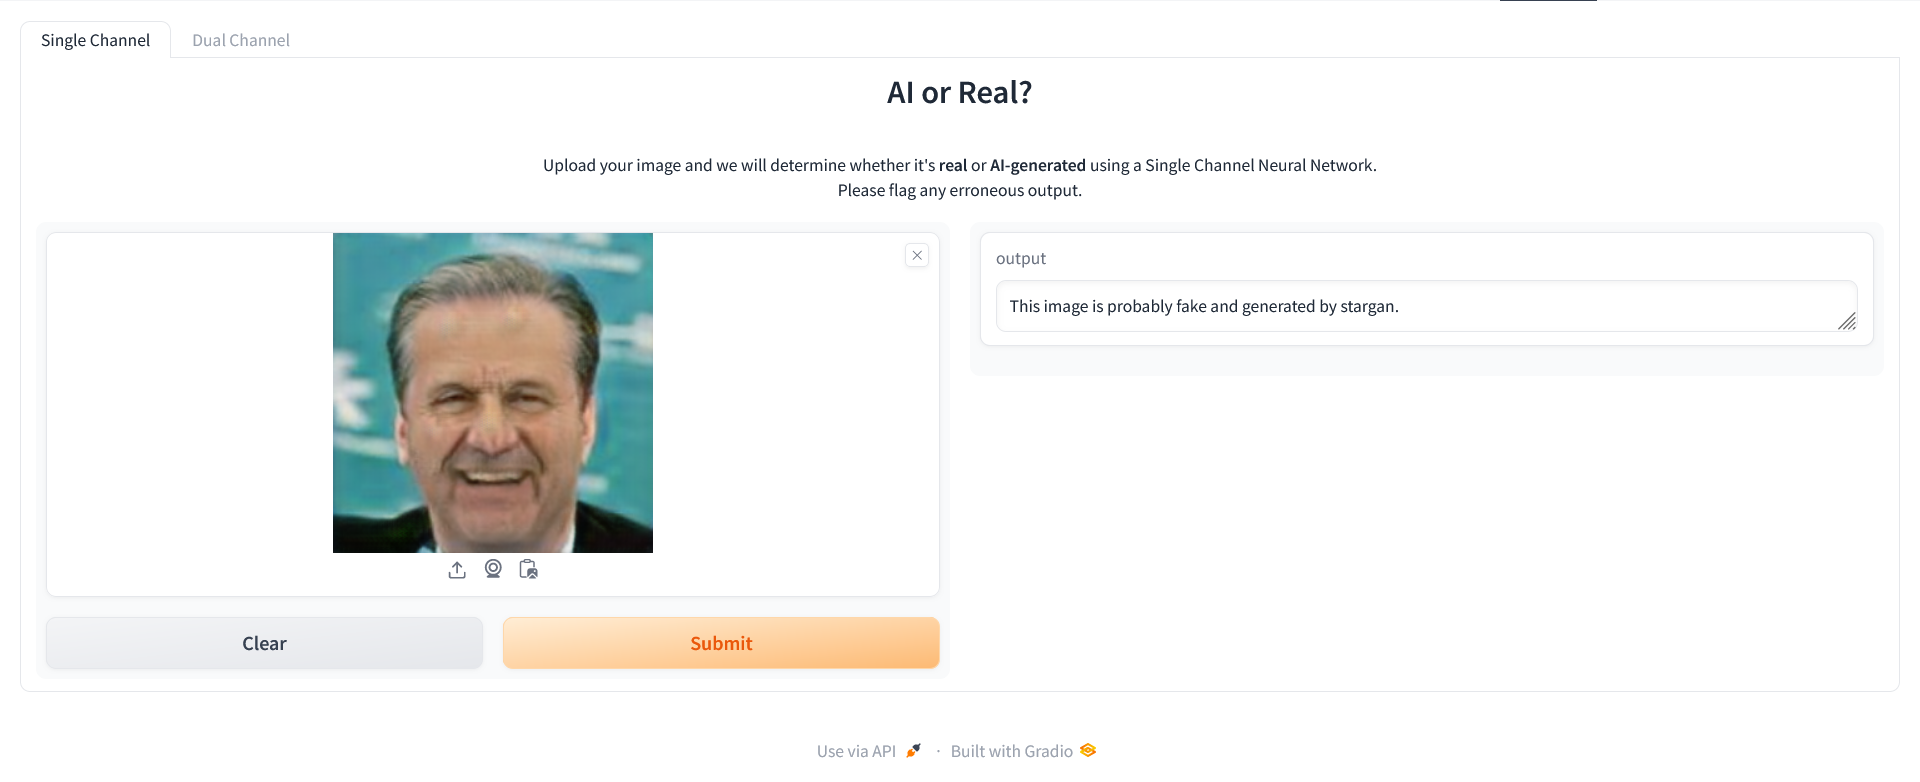 Single Channel
Dual Channel
AI or Real?
Upload your image and we will determine whether it's real or AI-generated using a Single Channel Neural Network.
Please flag any erroneous output.
output
This image is probably fake and generated by stargan.
Clear
Submit
Use via API · Built with Gradio